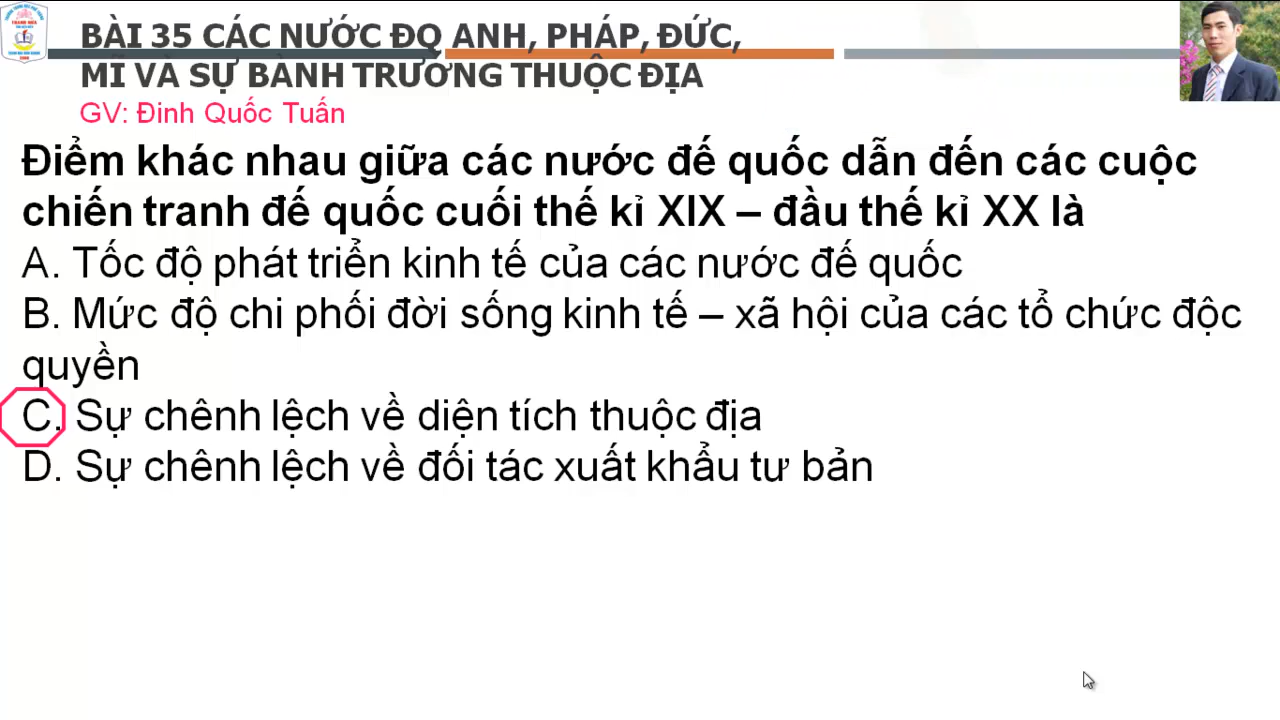 BÀI 35 CÁC NƯỚC ĐQ ANH, PHÁP, ĐỨC,
MĨ VÀ SỰ BÀNH TRƯỚNG THUỘC ĐỊA
GV: Đinh Quốc Tuấn
Điểm khác nhau giữa các nước đế quốc dẫn đến các cuộc
chiến tranh đế quốc cuối thế kỉ XIX – đầu thế kỉ XX là
A. Tốc độ phát triển kinh tế của các nước đế quốc
B. Mức độ chi phối đời sống kinh tế – xã hội của các tổ chức độc
quyền
C. Sự chênh lệch về diện tích thuộc địa
D. Sự chênh lệch về đối tác xuất khẩu tư bản